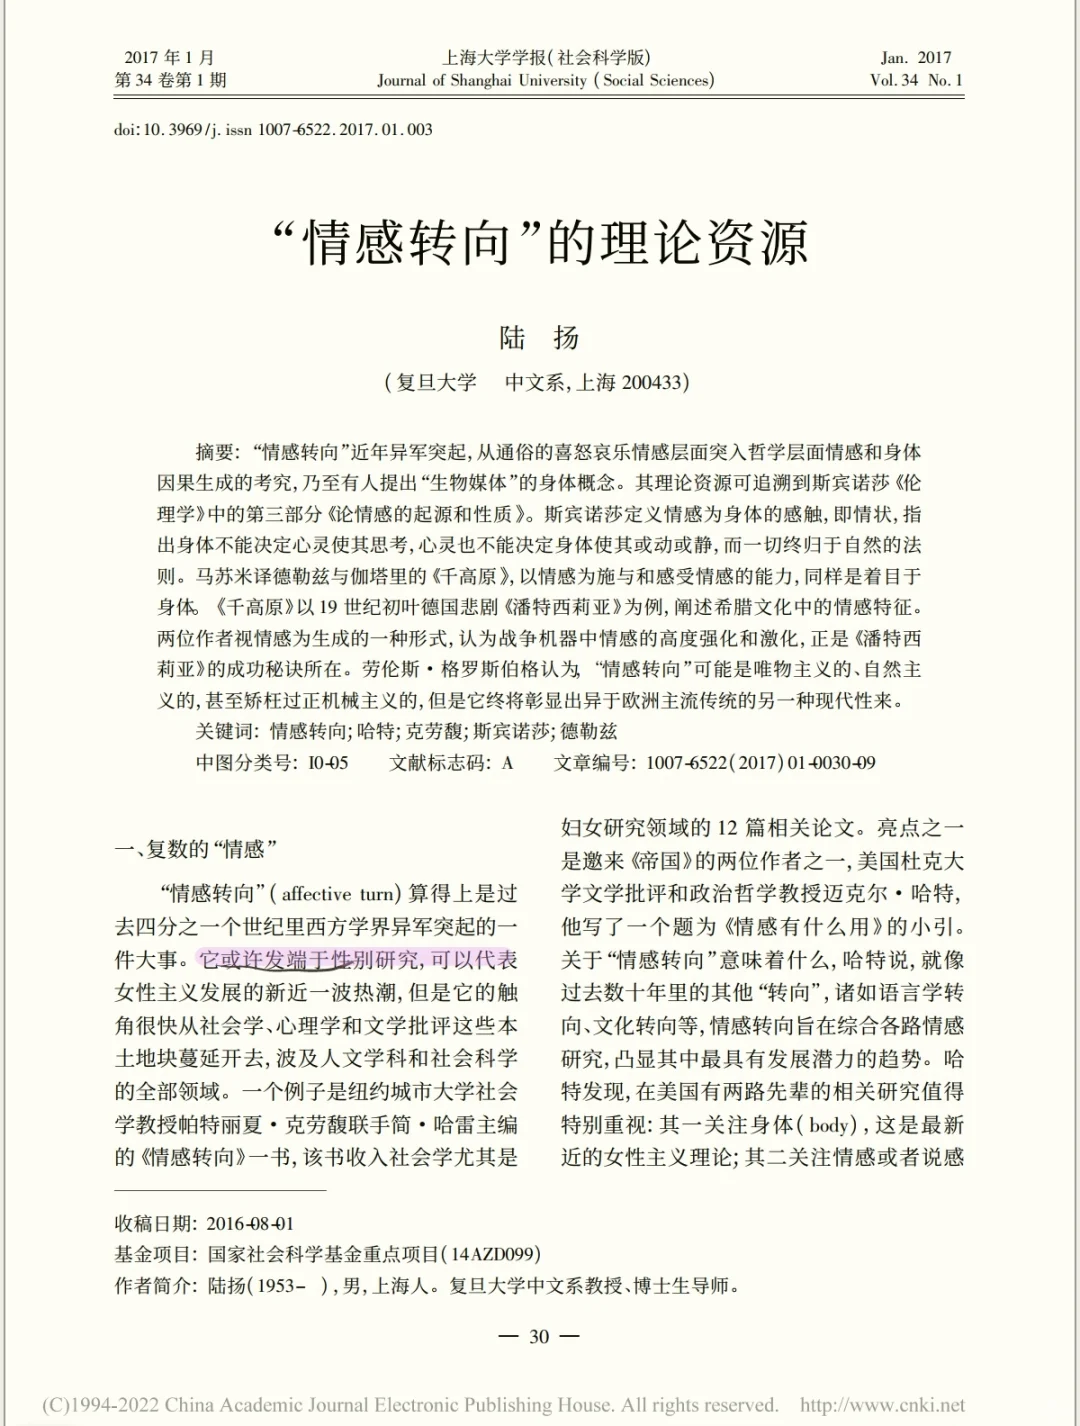 2017 年 1 月
上海大学学报(社会科学版)
Jan. 2017
第 34 卷第 1 期
Journal of Shanghai University (Social Sciences)
Vol. 34 No. 1
doi:10.3969/j.issn 1007-6522.2017.01.003
“情感转向”的理论资源
陆 扬
(复旦大学 中文系,上海 200433)
摘要: “情感转向”近年异军突起,从通俗的喜怒哀乐情感层面突入哲学层面情感和身体
因果生成的考究,乃至有人提出“生物媒体”的身体概念。其理论资源可追溯到斯宾诺莎《伦
理学》中的第三部分《论情感的起源和性质》。斯宾诺莎定义情感为身体的感触,即情状,指
出身体不能决定心灵使其思考,心灵也不能决定身体使其或动或静,而一切终归于自然的法
则。马苏米译德勒兹与伽塔里的《千高原》,以情感为施与和感受情感的能力,同样是着目于
身体。《千高原》以 19 世纪初叶德国悲剧《潘特西莉亚》为例,阐述希腊文化中的情感特征。
两位作者视情感为生成的一种形式,认为战争机器中情感的高度强化和激化,正是《潘特西
莉亚》的成功秘诀所在。劳伦斯·格罗斯伯格认为,“情感转向”可能是唯物主义的、自然主
义的,甚至矫枉过正机械主义的,但是它终将彰显出异于欧洲主流传统的另一种现代性来。
关键词: 情感转向; 哈特; 克劳馥; 斯宾诺莎; 德勒兹
中图分类号: I0-05 文献标志码: A 文章编号: 1007-6522(2017)01-0030-09
一、复数的“情感”
“情感转向”(affective turn)算得上是过
去四分之一个世纪里西方学界异军突起的一
件大事。它或许发端于性别研究,可以代表
女性主义发展的新近一波热潮,但是它的触
角很快从社会学、心理学和文学批评这些本
土地块蔓延开去,波及人文学科和社会科学
的全部领域。一个例子是纽约城市大学社会
学教授帕特丽夏·克劳馥联手简·哈雷主编
的《情感转向》一书,该书收入社会学尤其是
妇女研究领域的 12 篇相关论文。亮点之一
是邀来《帝国》的两位作者之一,美国杜克大
学文学批评和政治哲学教授迈克尔·哈特,
他写了一个题为《情感有什么用》的小引。
关于“情感转向”意味着什么,哈特说,就像
过去数十年里的其他“转向”,诸如语言学转
向、文化转向等,情感转向旨在综合各路情感
研究,凸显其中最具有发展潜力的趋势。哈
特发现,在美国有两路先辈的相关研究值得
特别重视: 其一关注身体(body),这是最新
近的女性主义理论; 其二关注情感或者说感
收稿日期: 2016-08-01
基金项目: 国家社会科学基金重点项目(14AZD099)
作者简介: 陆扬(1953- ),男,上海人。复旦大学中文系教授、博士生导师。
— 30 —
(C)1994-2022 China Academic Journal Electronic Publishing House. All rights reserved. http://www.cnki.net